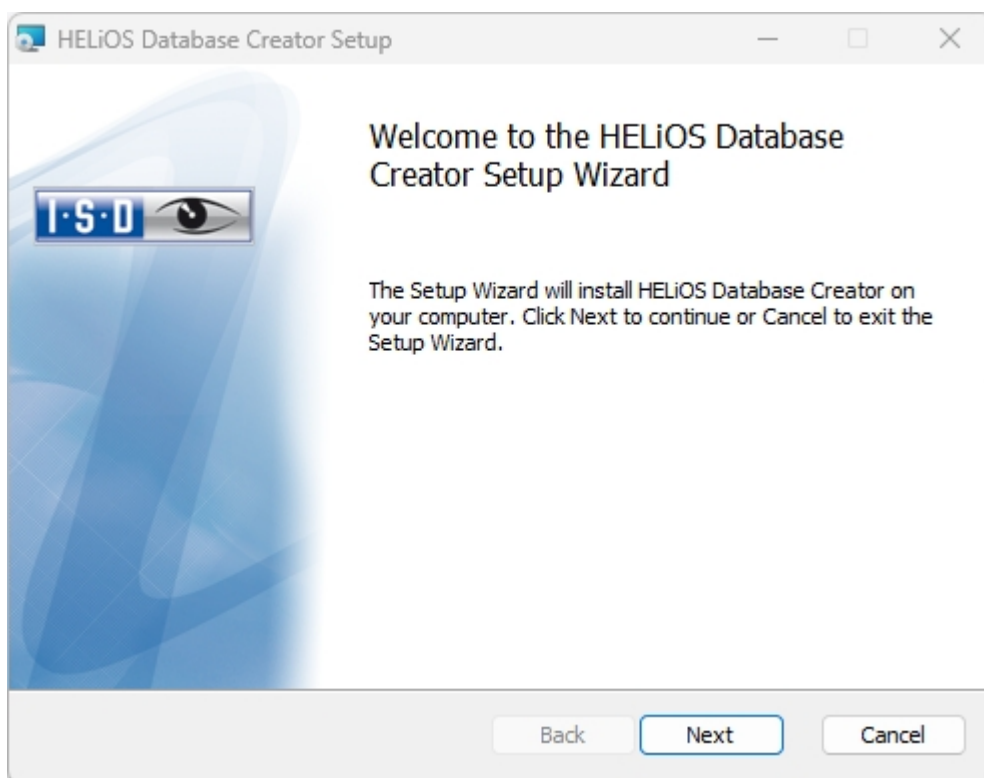 HELiOS Database Creator Setup
Welcome to the HELiOS Database
Creator Setup Wizard
I·S·D
The Setup Wizard will install HELiOS Database Creator on
your computer. Click Next to continue or Cancel to exit the
Setup Wizard.
Back
Next
Cancel